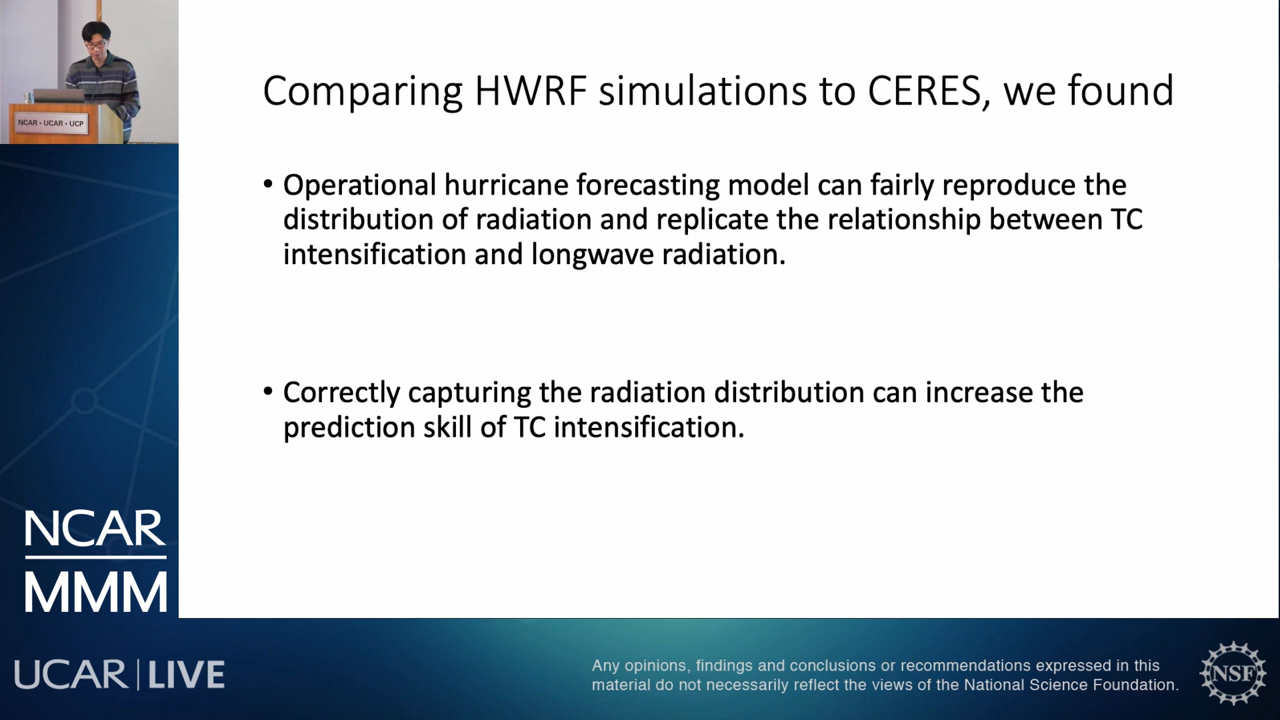 NCAR • UCAR • UCP
Comparing HWRF simulations to CERES, we found
• Operational hurricane forecasting model can fairly reproduce the
distribution of radiation and replicate the relationship between TC
intensification and longwave radiation.
• Correctly capturing the radiation distribution can increase the
prediction skill of TC intensification.
NCAR
MMM
UCAR | LIVE
Any opinions, findings and conclusions or recommendations expressed in this
material do not necessarily reflect the views of the National Science Foundation.
NSF